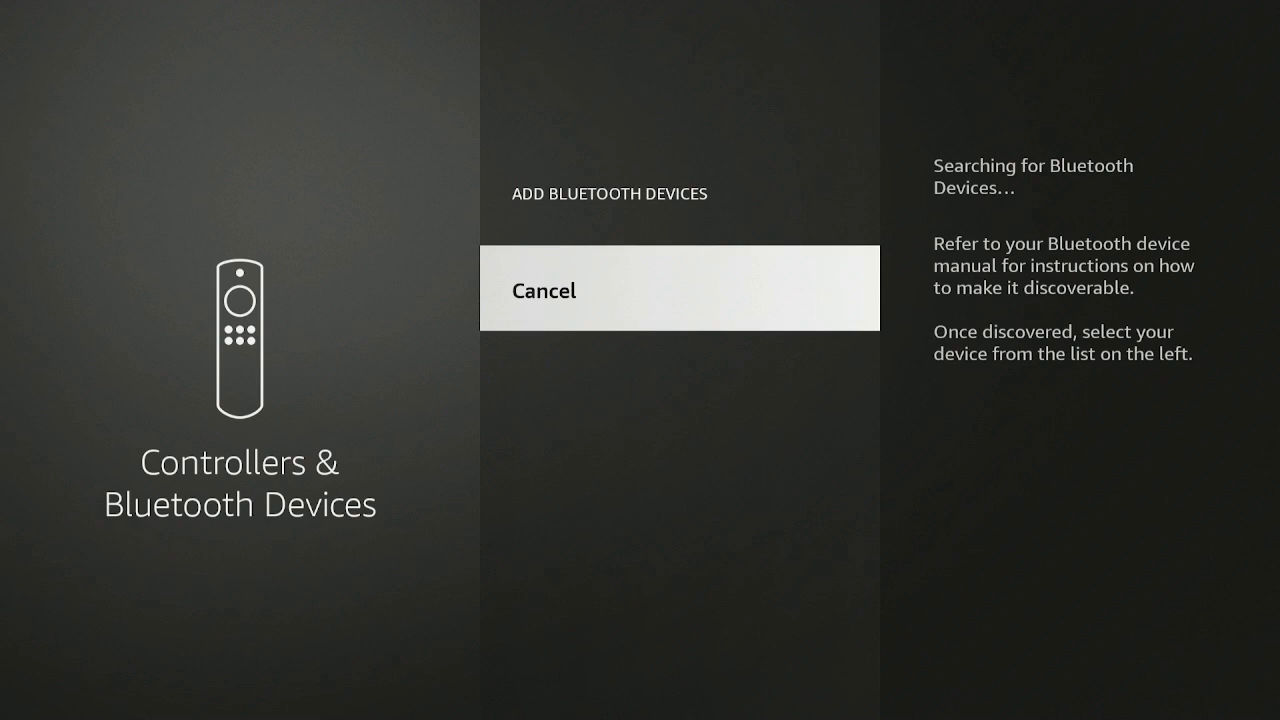 Controllers &
Bluetooth Devices
ADD BLUETOOTH DEVICES
Cancel
Searching for Bluetooth
Devices...
Refer to your Bluetooth device
manual for instructions on how
to make it discoverable.
Once discovered, select your
device from the list on the left.